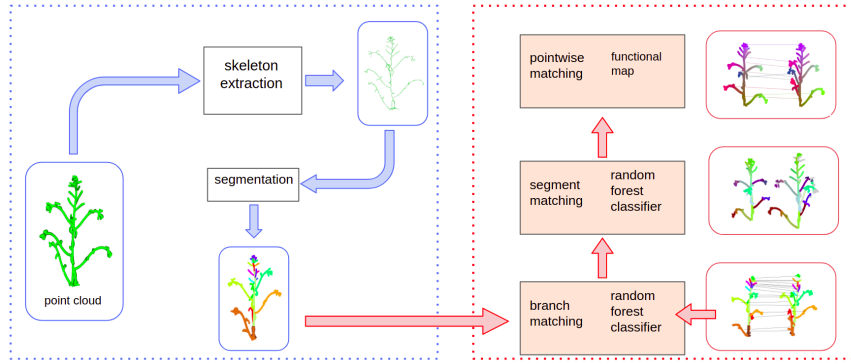 skeleton
extraction
point cloud
segmentation
pointwise
matching
functional
map
segment
matching
random
forest
classifier
branch
matching
random
forest
classifier